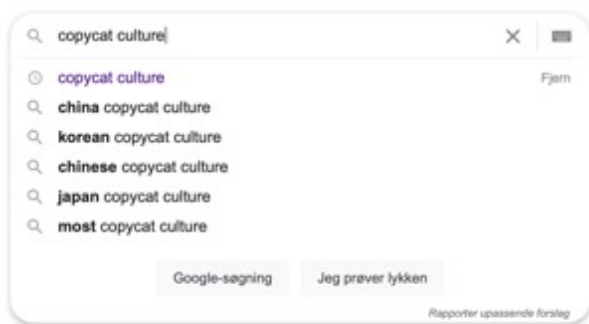 copycat culture
copycat culture Fjern
china copycat culture
korean copycat culture
chinese copycat culture
japan copycat culture
most copycat culture
Google-søgning Jeg prøver lykken
Rapporter upassende forslag